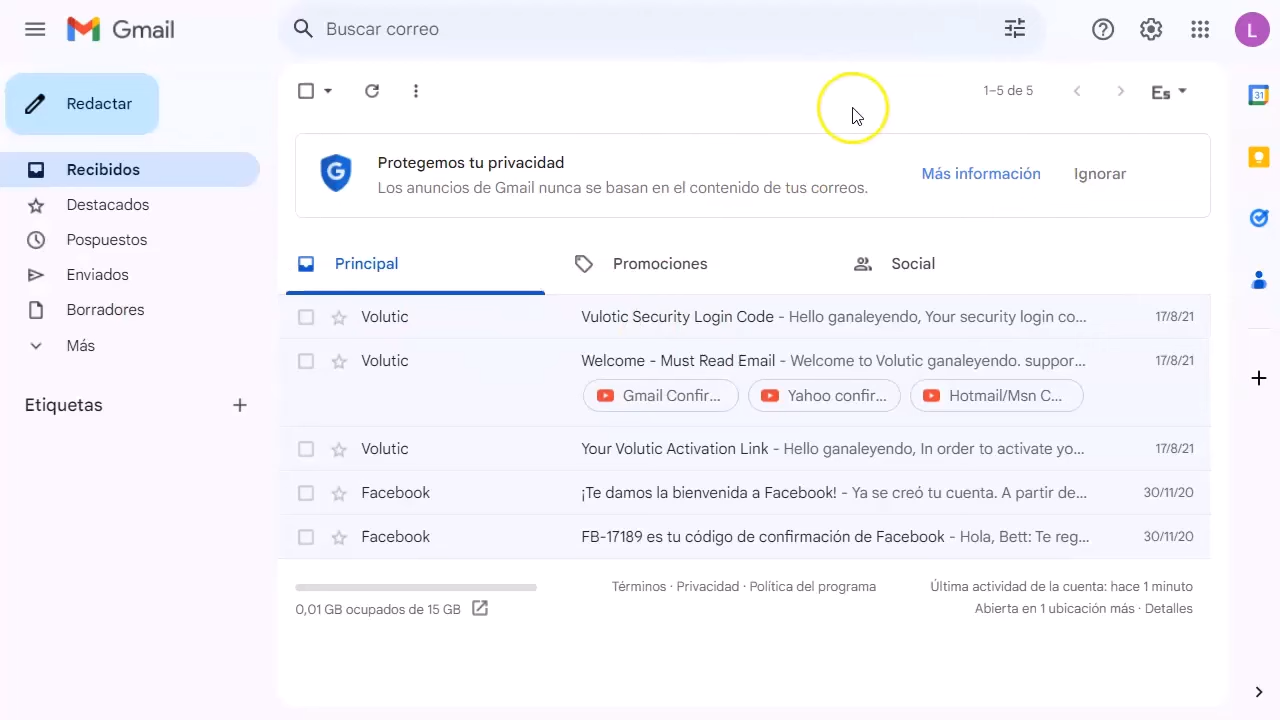 Gmail
Buscar correo
L
Redactar
1–5 de 5
Es
31
Recibidos
Destacados
Pospuestos
Enviados
Borradores
Más
Etiquetas
Protegemos tu privacidad
Los anuncios de Gmail nunca se basan en el contenido de tus correos.
Más información
Ignorar
Principal
Promociones
Social
Volutic Vulotic Security Login Code - Hello ganaleyendo, Your security login co... 17/8/21
Volutic Welcome - Must Read Email - Welcome to Volutic ganaleyendo. suppor... 17/8/21
Gmail Confir... Yahoo confir... Hotmail/Msn C...
Volutic Your Volutic Activation Link - Hello ganaleyendo, In order to activate yo... 17/8/21
Facebook ¡Te damos la bienvenida a Facebook! - Ya se creó tu cuenta. A partir de... 30/11/20
Facebook FB-17189 es tu código de confirmación de Facebook - Hola, Bett: Te reg... 30/11/20
0,01 GB ocupados de 15 GB
Términos · Privacidad · Política del programa
Última actividad de la cuenta: hace 1 minuto
Abierta en 1 ubicación más · Detalles